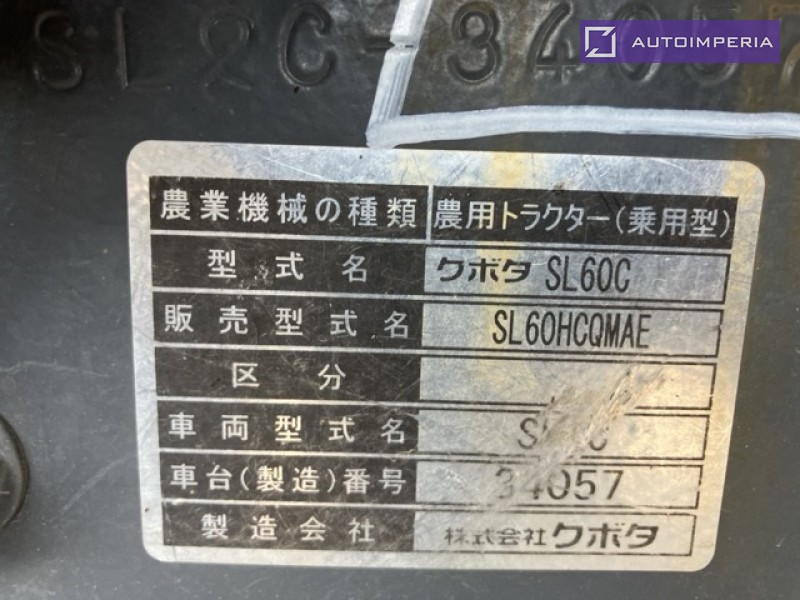 SL2C-3405
AUTOIMPERIA
農業機械の種類 農用トラクター(乗用型)
型式名 クボタ SL60C
販売型式名 SL60HCQMAE
区分
車両型式名
車台(製造)番号 34057
製造会社 株式会社クボタ